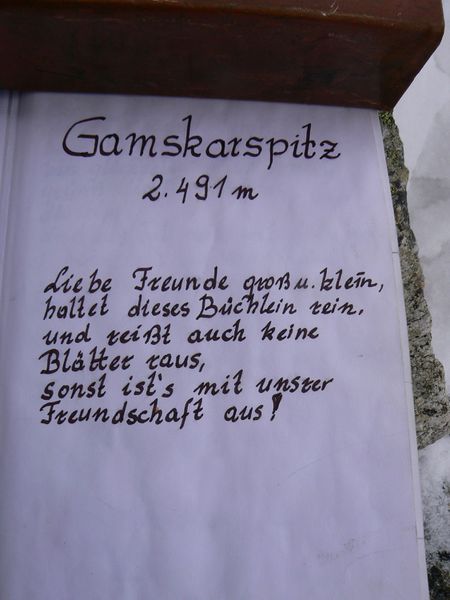 Gamskarspitz
2.491 m
Liebe Freunde groß u. klein,
haltet dieses Büchlein rein.
und reißt auch keine
Blätter raus,
sonst ist's mit unsrer
Freundschaft aus!